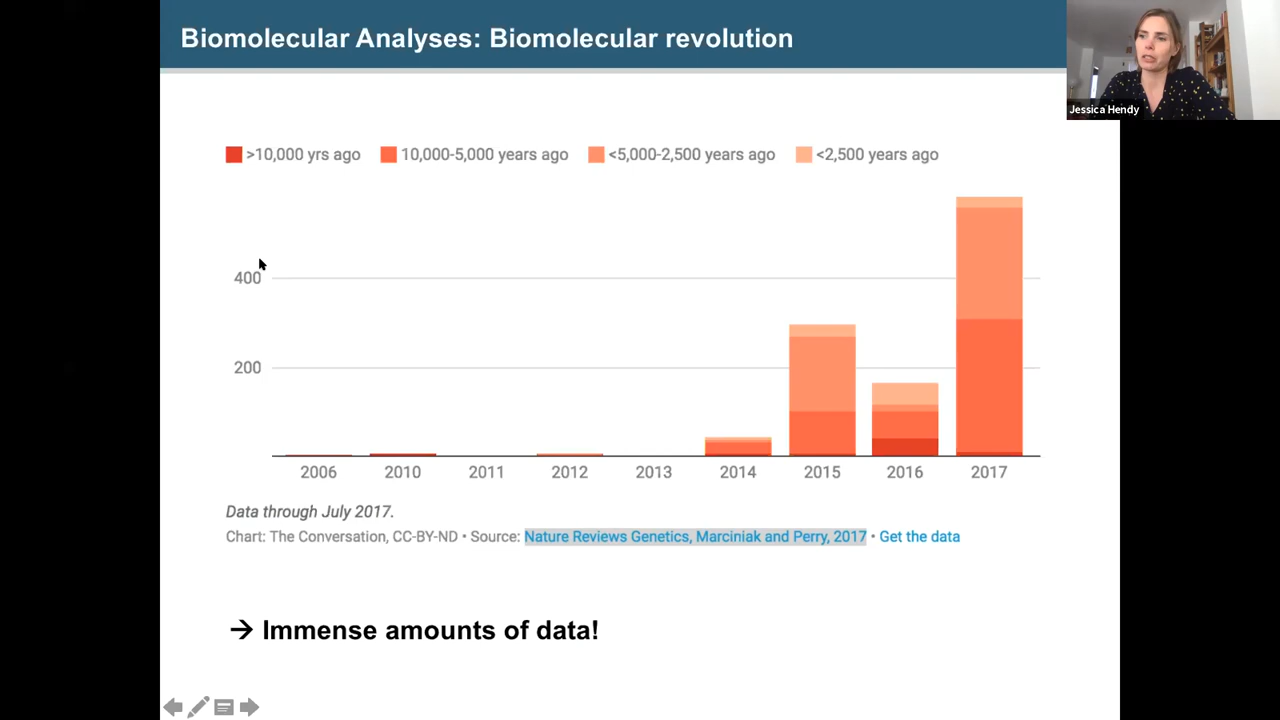 Biomolecular Analyses: Biomolecular revolution
Jessica Hendy
>10,000 yrs ago 10,000-5,000 years ago <5,000-2,500 years ago <2,500 years ago
400
200
2006 2010 2011 2012 2013 2014 2015 2016 2017
Data through July 2017.
Chart: The Conversation, CC-BY-ND • Source: Nature Reviews Genetics, Marciniak and Perry, 2017 • Get the data
→ Immense amounts of data!